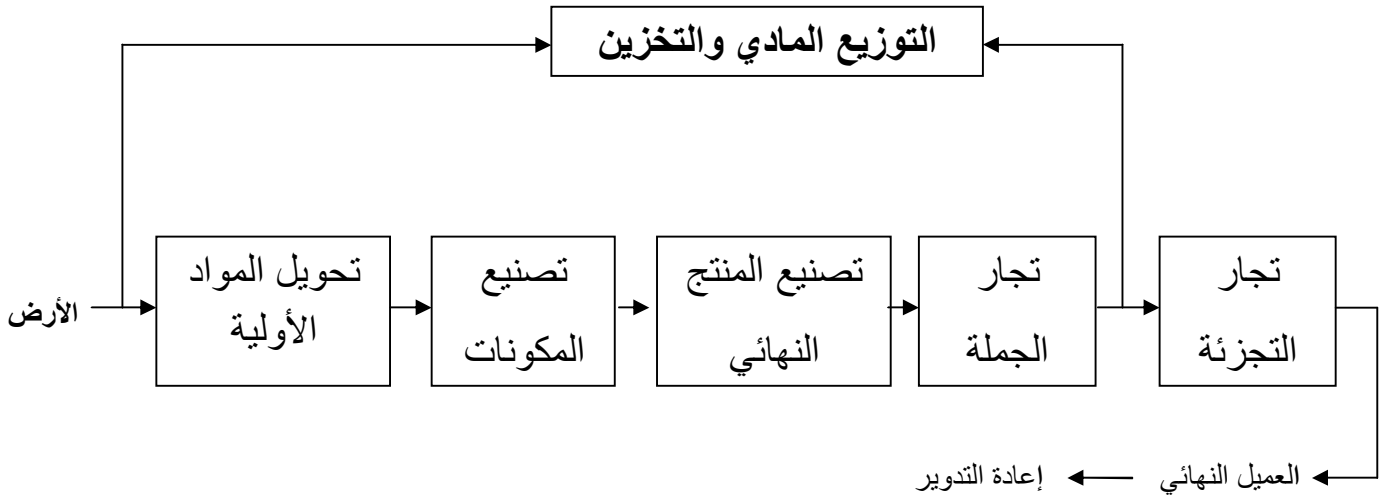 التوزيع المادي والتخزين
الأرض
تحويل المواد
الأولية
تصنيع
المكونات
تصنيع المنتج
النهائي
تجار
الجملة
تجار
التجزئة
العميل النهائي
إعادة التدوير